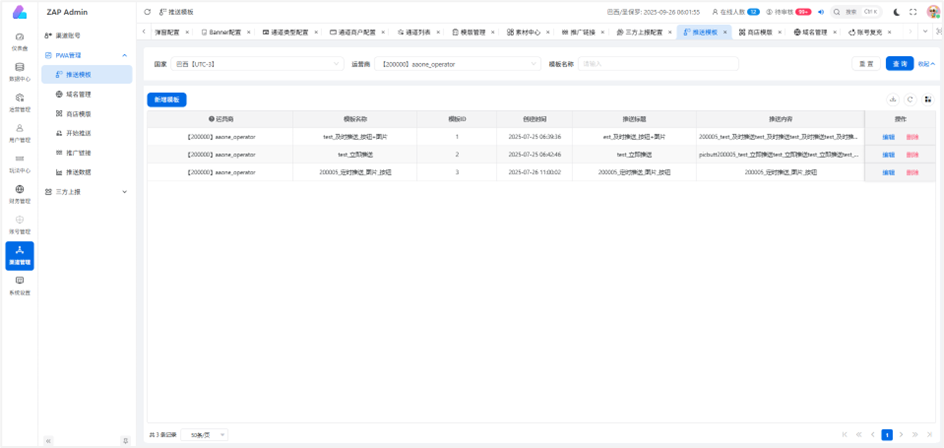 ZAP Admin
推送模板
巴西/圣保罗: 2025-09-26 06:01:55
在线人数 12
待审核 99+
搜索 Ctrl K
弹窗配置 ×
Banner配置 ×
通道类型配置 ×
通道商户配置 ×
通道列表 ×
模版管理 ×
素材中心 ×
推广链接 ×
三方上报配置 ×
推送模板 ×
商店模版 ×
域名管理 ×
账号复充 ×
仪表盘
数据中心
运营管理
用户管理
玩法中心
财务管理
账号管理
渠道管理
系统设置
渠道账号
PWA管理
推送模板
域名管理
商店模版
开始推送
推广链接
推送数据
三方上报
国家 巴西【UTC-3】
运营商 【200000】aaone_operator
模板名称 请输入
重 置
查 询
收起
新增模板
运营商 模板名称 模板ID 创建时间 推送标题 推送内容 操作
【200000】aaone_operator test_及时推送_按钮+图片 1 2025-07-25 06:39:36 ext_及时推送_按钮+图片 200005_test_及时推送test_及时推送test_及时推送test_及时推... 编辑 删除
【200000】aaone_operator test_立即推送 2 2025-07-25 06:42:46 test_立即推送 picbutt200005_test_立即推送test_立即推送test_立即推送test_... 编辑 删除
【200000】aaone_operator 200005_定时推送_图片_按钮 3 2025-07-26 11:00:02 200005_定时推送_图片_按钮 200005_定时推送_图片_按钮 编辑 删除
共 3 条记录
50条/页
1